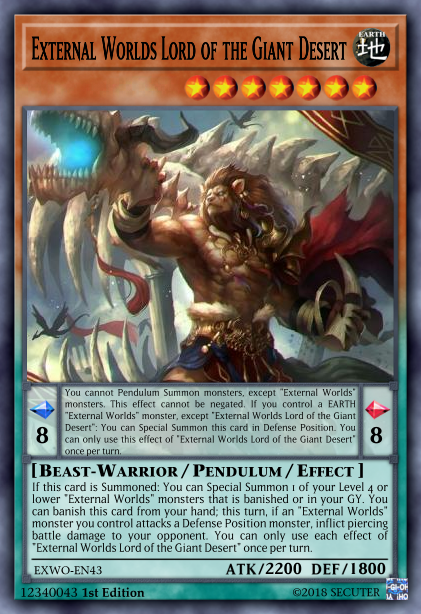 External Worlds Lord of the Giant Desert
EARTH
地
You cannot Pendulum Summon monsters, except "External Worlds"
monsters. This effect cannot be negated. If you control a EARTH
"External Worlds" monster, except "External Worlds Lord of the Giant
Desert": You can Special Summon this card in Defense Position. You
can only use this effect of "External Worlds Lord of the Giant Desert"
once per turn.
8
8
[Beast-Warrior / Pendulum / Effect ]
If this card is Summoned: You can Special Summon 1 of your Level 4 or
lower "External Worlds" monsters that is banished or in your GY. You
can banish this card from your hand; this turn, if an "External Worlds"
monster you control attacks a Defense Position monster, inflict piercing
battle damage to your opponent. You can only use each effect of
"External Worlds Lord of the Giant Desert" once per turn.
EXWO-EN43
ATK/2200 DEF/1800
12340043 1st Edition
©2018 SECUTER